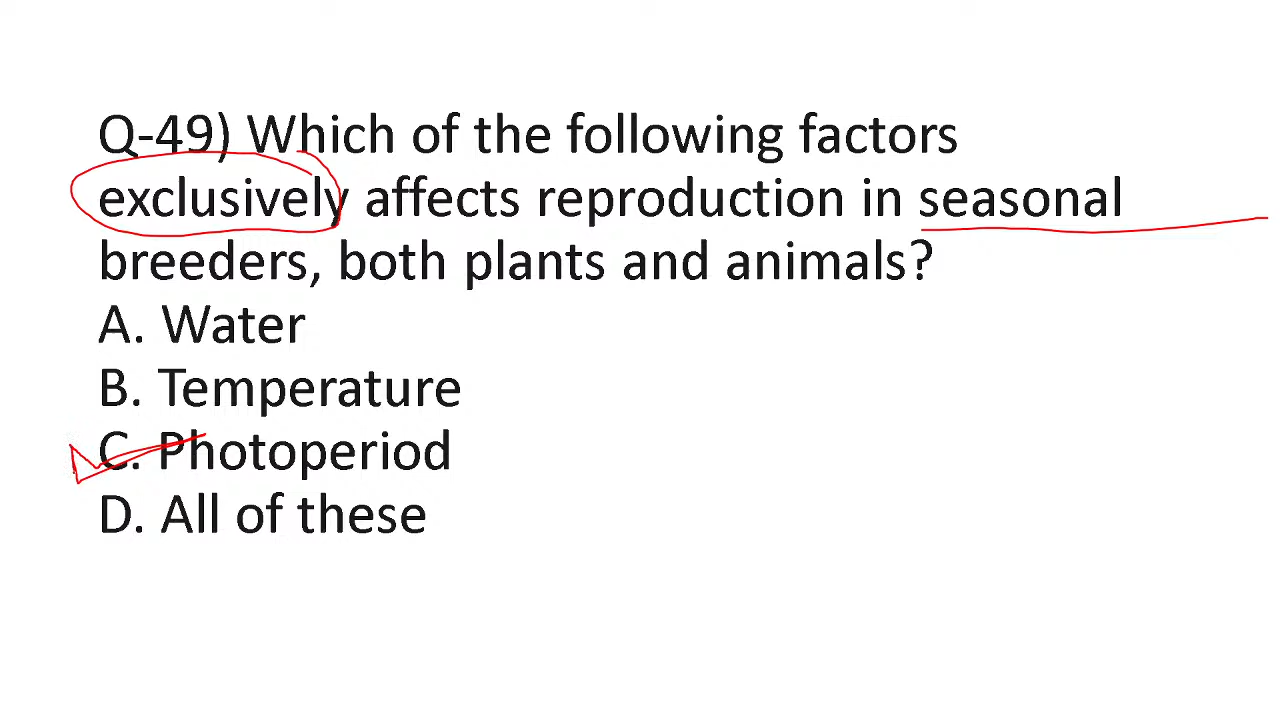 Q-49) Which of the following factors
exclusively affects reproduction in seasonal
breeders, both plants and animals?
A. Water
B. Temperature
C. Photoperiod
D. All of these